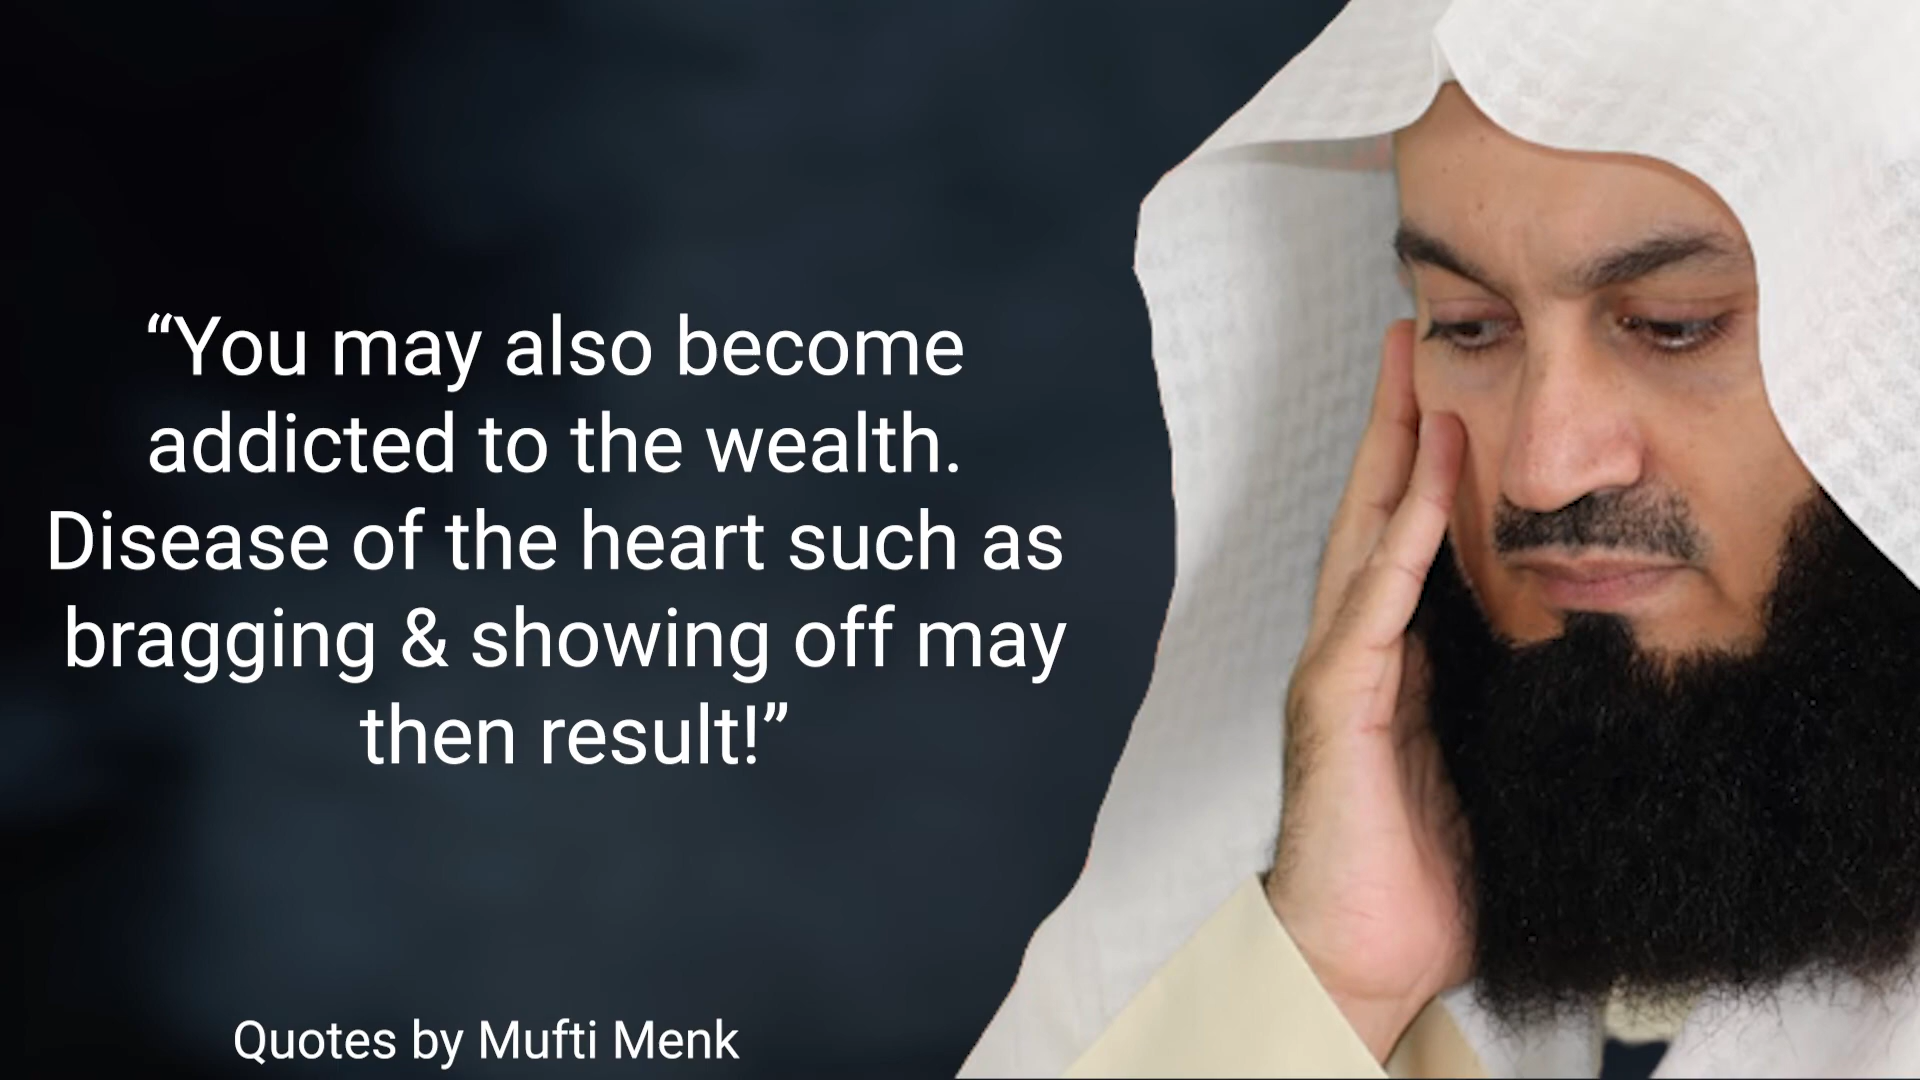 “You may also become
addicted to the wealth.
Disease of the heart such as
bragging & showing off may
then result!”
Quotes by Mufti Menk